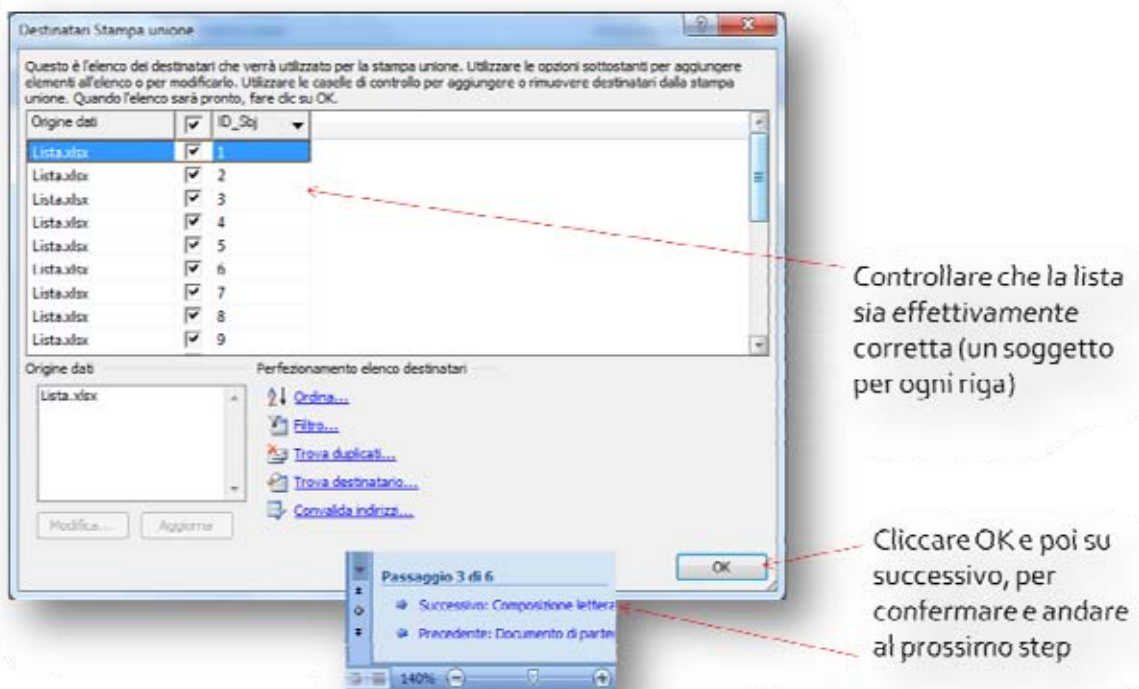 Destinatari Stampa unione
Questo è l'elenco dei destinatari che verrà utilizzato per la stampa unione. Utilizzare le opzioni sottostanti per aggiungere
elementi all'elenco o per modificarlo. Utilizzare le caselle di controllo per aggiungere o rimuovere destinatari dalla stampa
unione. Quando l'elenco sarà pronto, fare clic su OK.
Origine dati ID_Sbj
Lista.xlsx 1
Lista.xlsx 2
Lista.xlsx 3
Lista.xlsx 4
Lista.xlsx 5
Lista.xlsx 6
Lista.xlsx 7
Lista.xlsx 8
Lista.xlsx 9
Origine dati
Lista.xlsx
Modifica...
Aggiorna
Perfezionamento elenco destinatari
Ordina...
Filtro...
Trova duplicati...
Trova destinatario...
Convalida indirizzi...
OK
Passaggio 3 di 6
Successivo: Composizione lettera
Precedente: Documento di parte
140%
Controllare che la lista
sia effettivamente
corretta (un soggetto
per ogni riga)
Cliccare OK e poi su
successivo, per
confermare e andare
al prossimo step